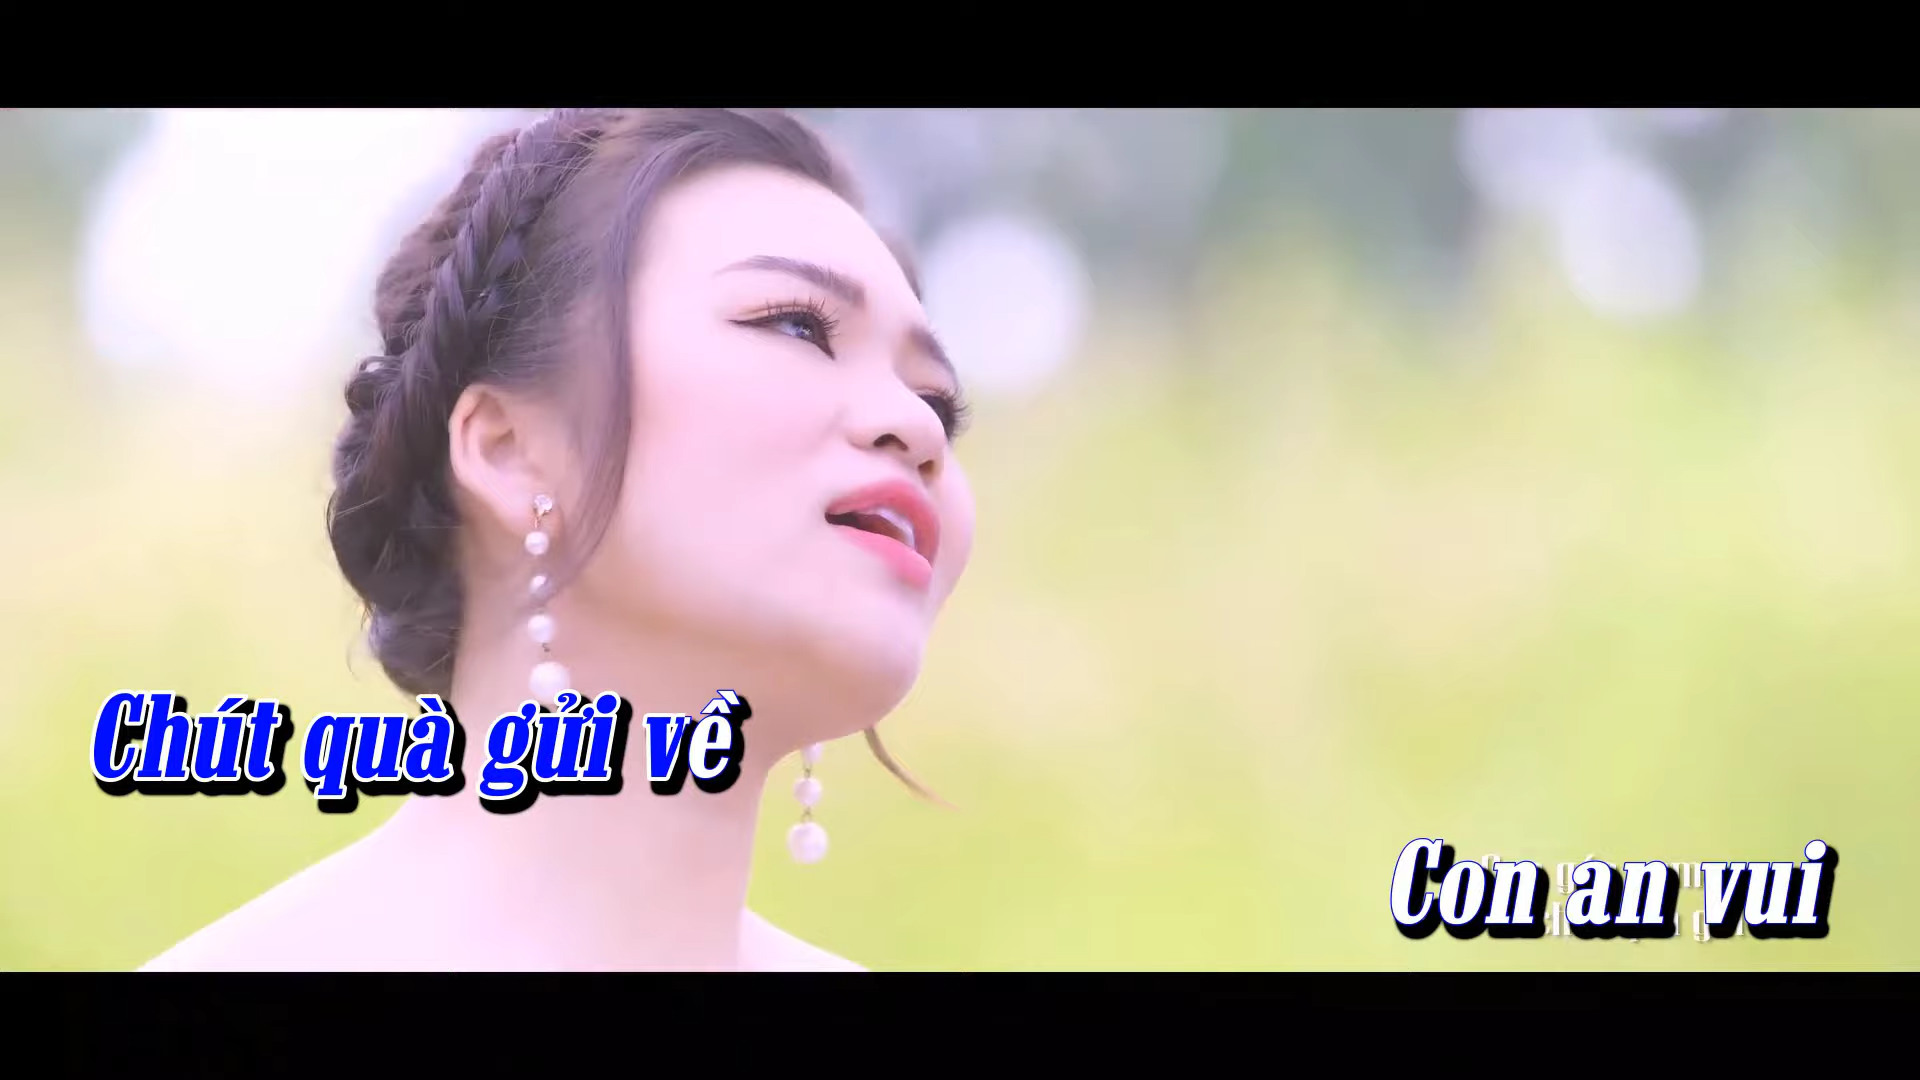 Chút quà gửi về
Con an vui